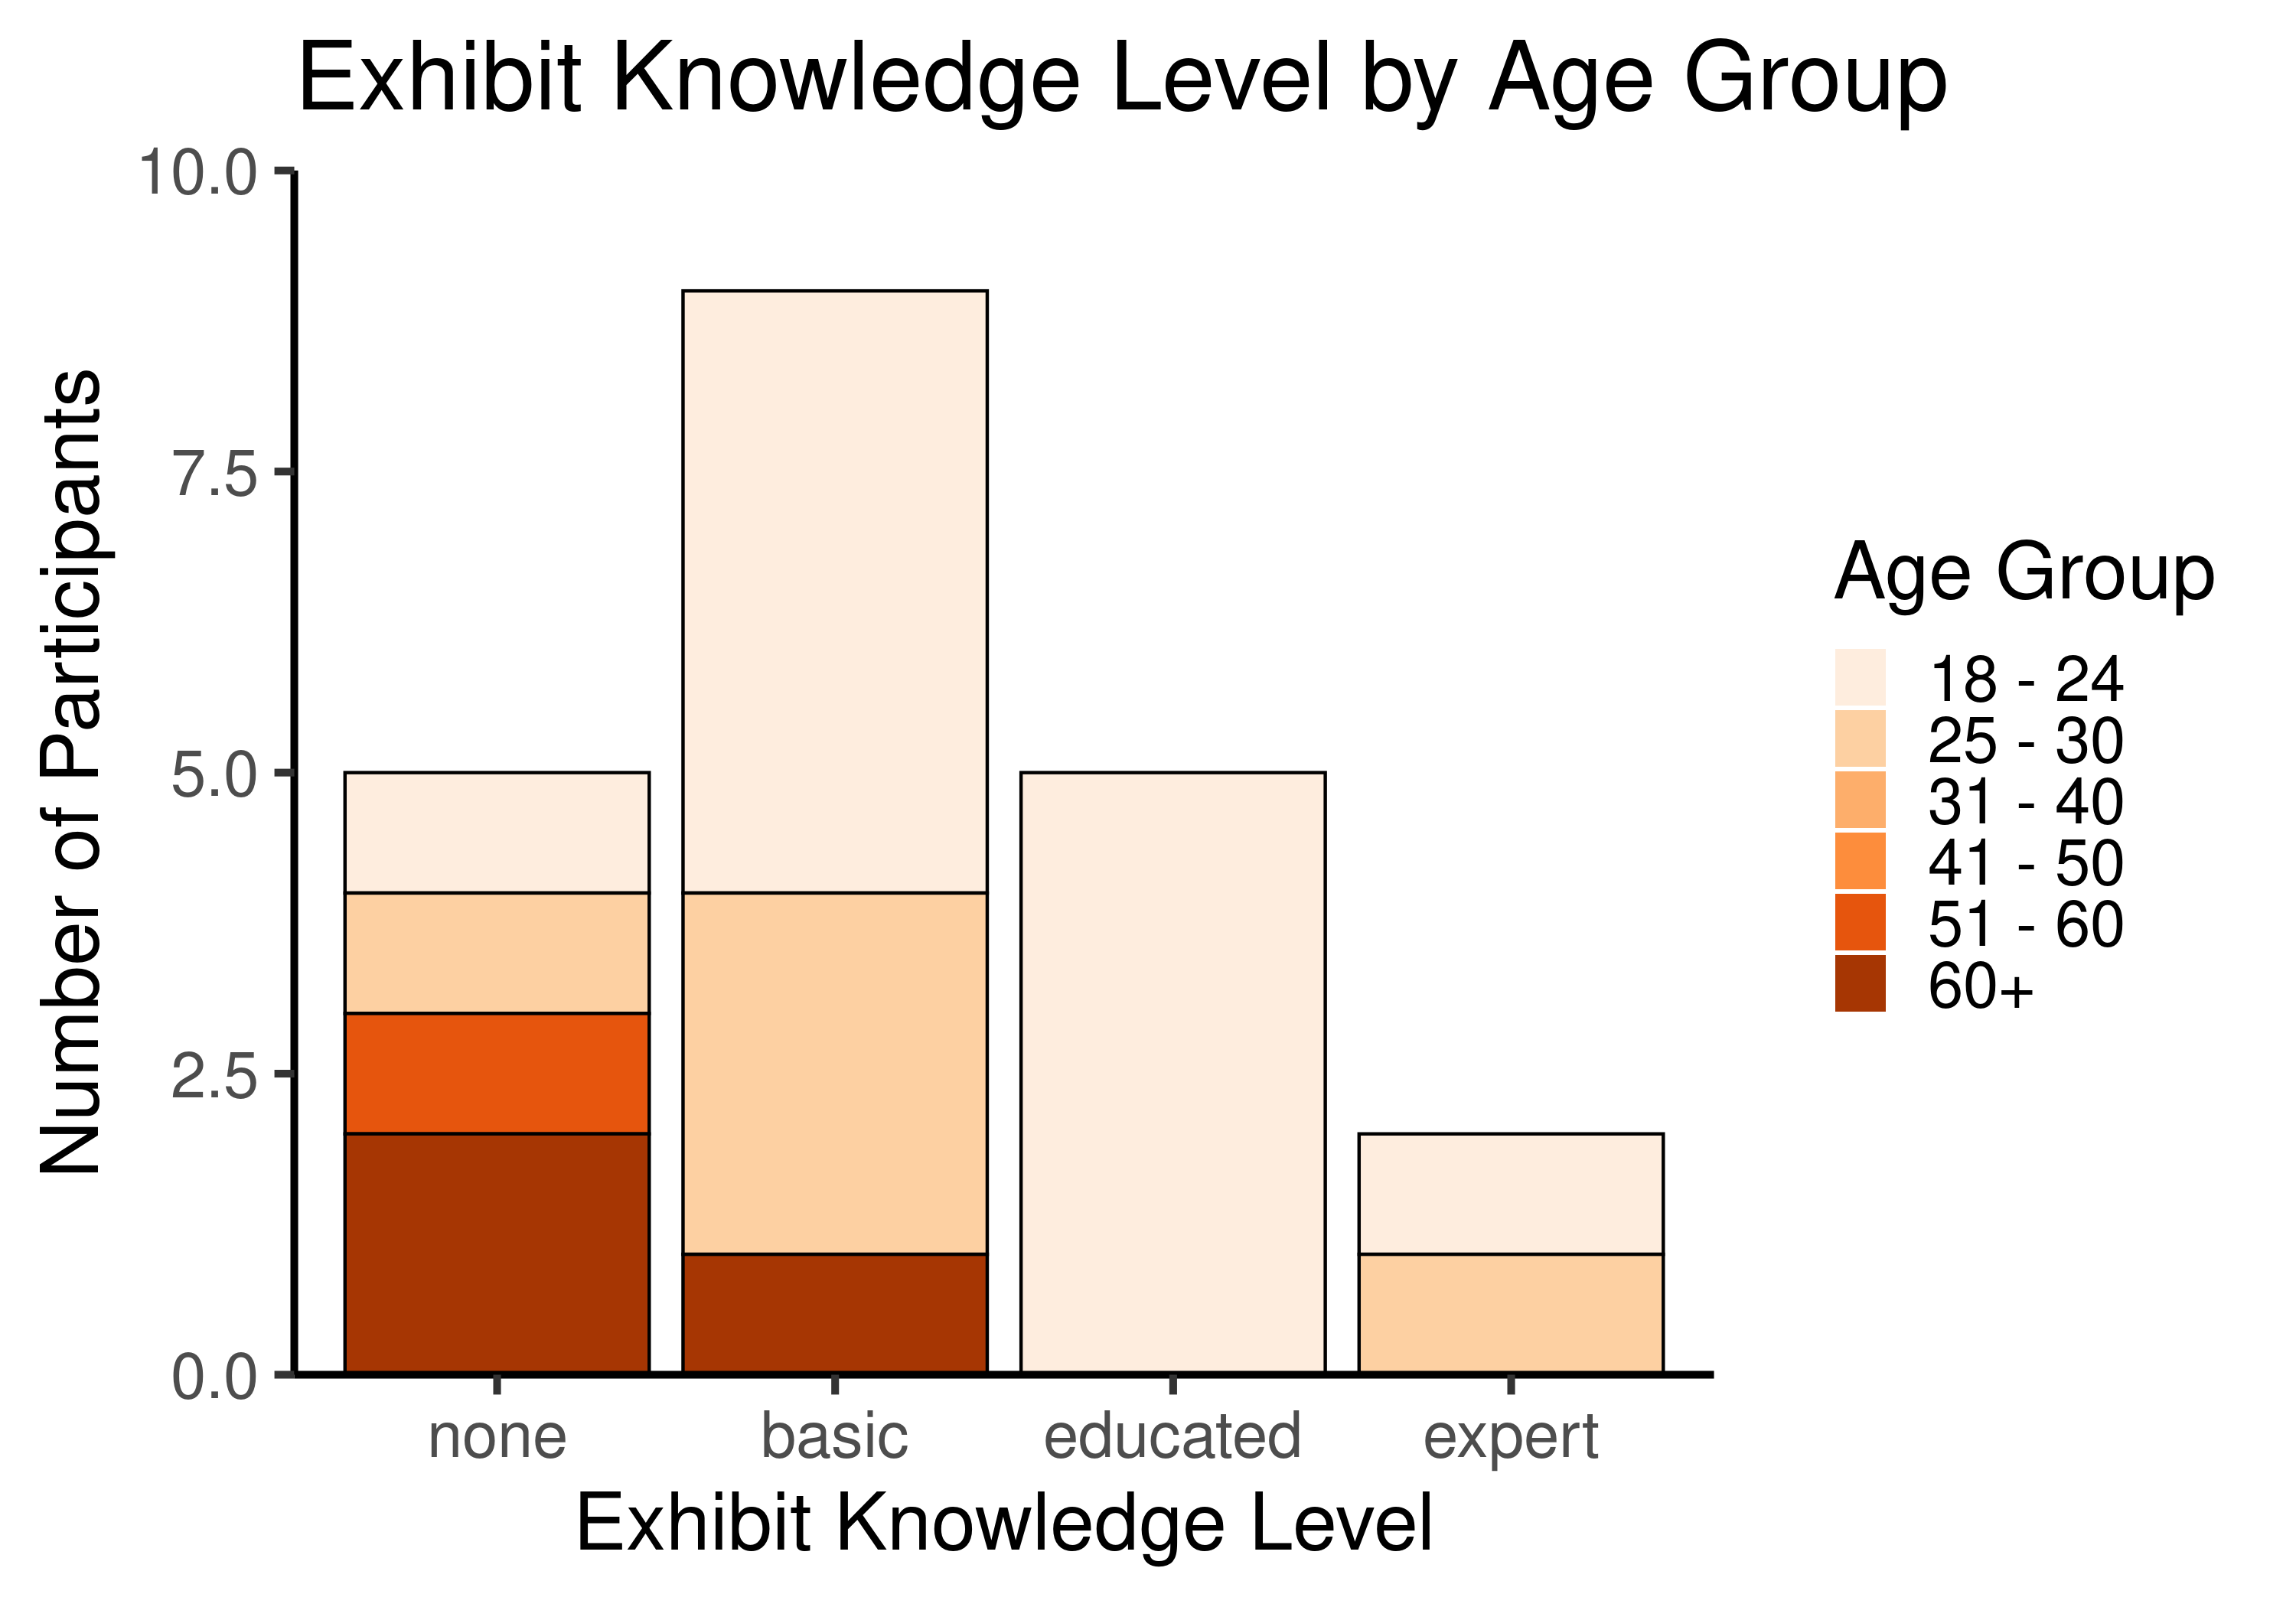 Exhibit Knowledge Level by Age Group
10.0
7.5
5.0
2.5
0.0
Number of Participants
none basic educated expert
Exhibit Knowledge Level
Age Group
18 - 24
25 - 30
31 - 40
41 - 50
51 - 60
60+